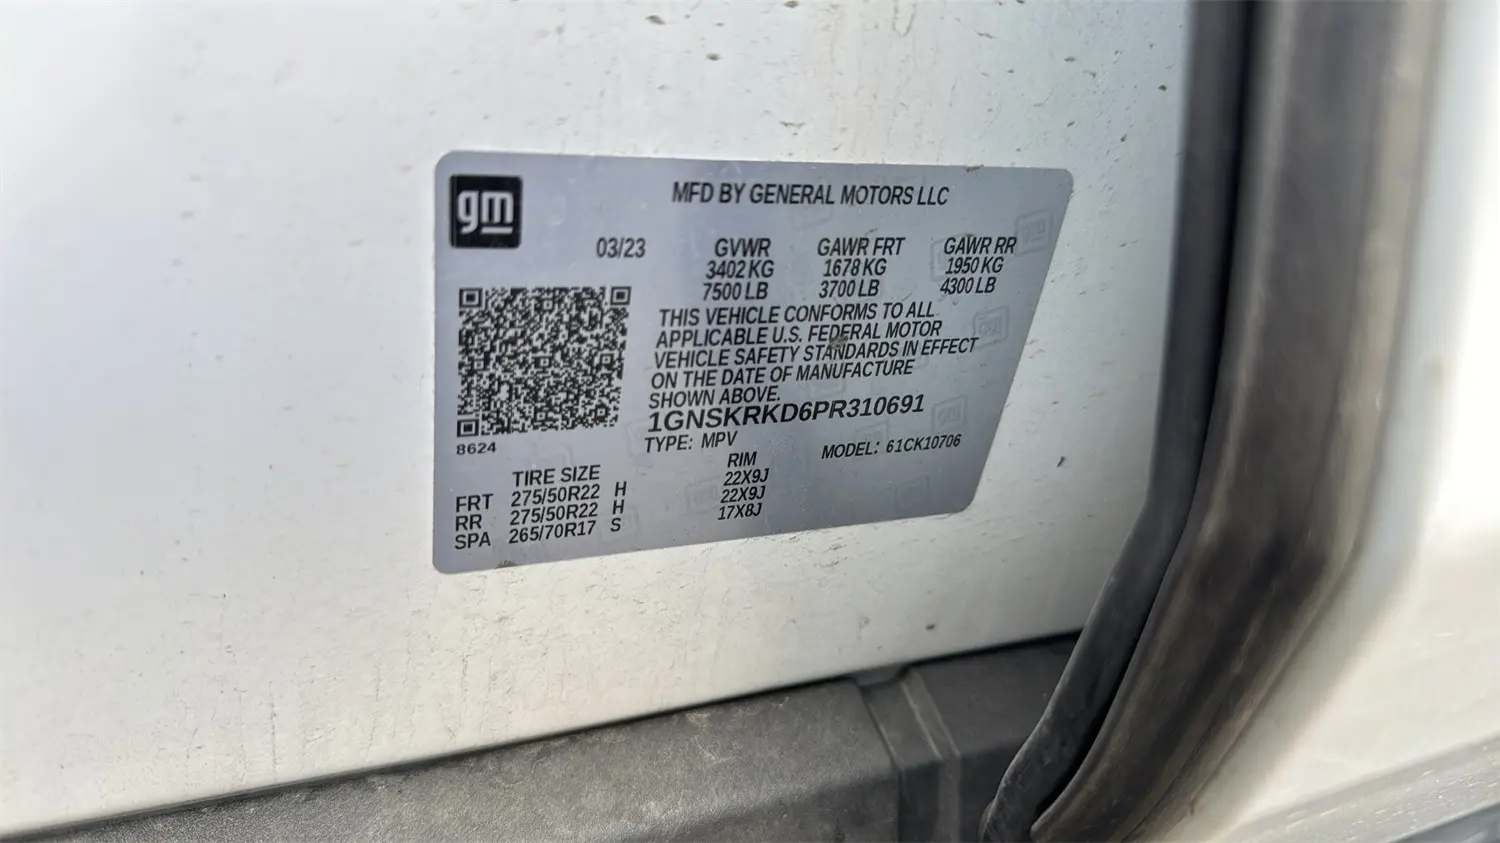 gm
MFD BY GENERAL MOTORS LLC
03/23 GVWR GAWR FRT GAWR RR
3402 KG 1678 KG 1950 KG
7500 LB 3700 LB 4300 LB
THIS VEHICLE CONFORMS TO ALL
APPLICABLE U.S. FEDERAL MOTOR
VEHICLE SAFETY STANDARDS IN EFFECT
ON THE DATE OF MANUFACTURE
SHOWN ABOVE.
1GNSKRKD6PR310691
8624
TYPE: MPV MODEL: 61CK10706
TIRE SIZE RIM
FRT 275/50R22 H 22X9J
RR 275/50R22 H 22X9J
SPA 265/70R17 S 17X8J